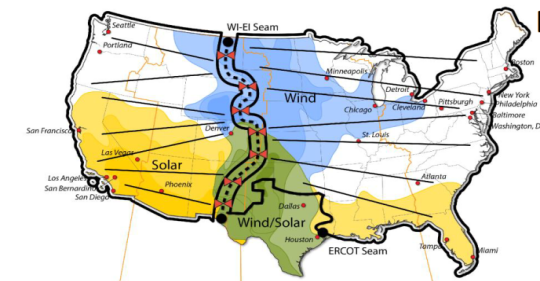 WI-EI Seam
Seattle
Portland
Minneapolis
Boston
Detroit
New York
Wind
Chicago
Cleveland
Pittsburgh
Philadelphia
Baltimore
Washington, D
Denver
St. Louis
San Francisco
Las Vegas
Solar
Los Angeles
San Bernardino
San Diego
Phoenix
Atlanta
Dallas
Wind/Solar
Houston
ERCOT Seam
Tampa
Miami